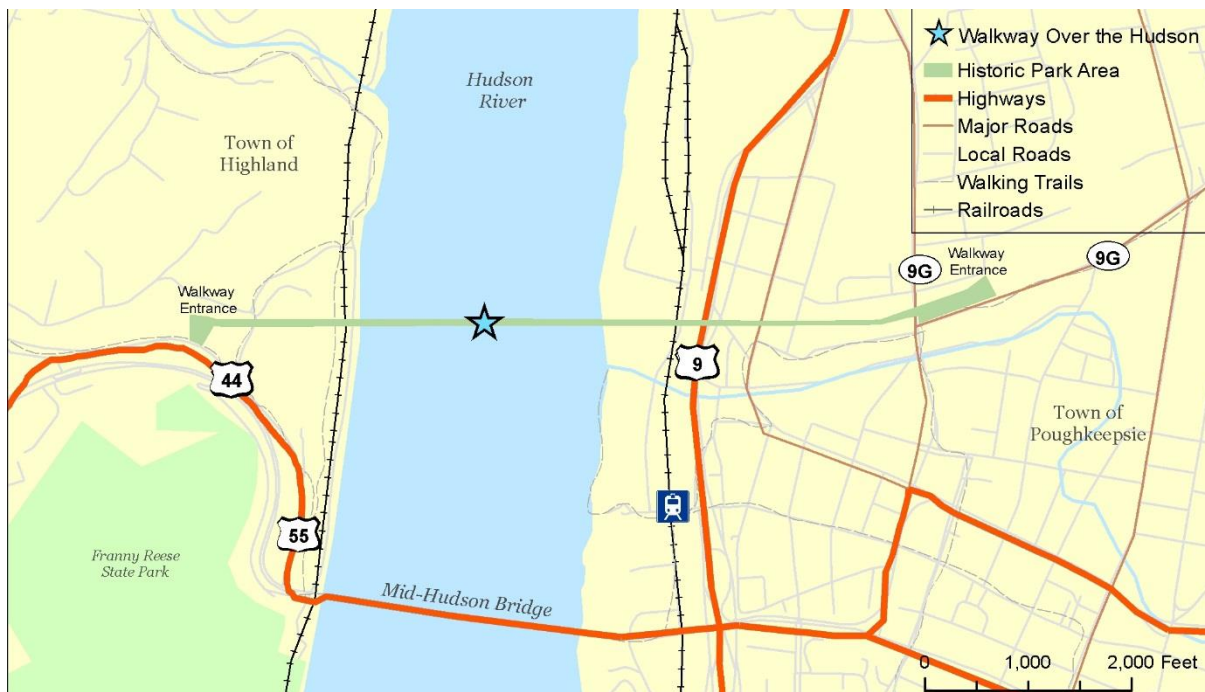 Hudson
River
Town of
Highland
Walkway Over the Hudson
Historic Park Area
Highways
Major Roads
Local Roads
Walking Trails
Railroads
Walkway
Entrance
9G
9G
Walkway
Entrance
44
9
Town of
Poughkeepsie
55
Franny Reese
State Park
Mid-Hudson Bridge
0
1,000
2,000 Feet